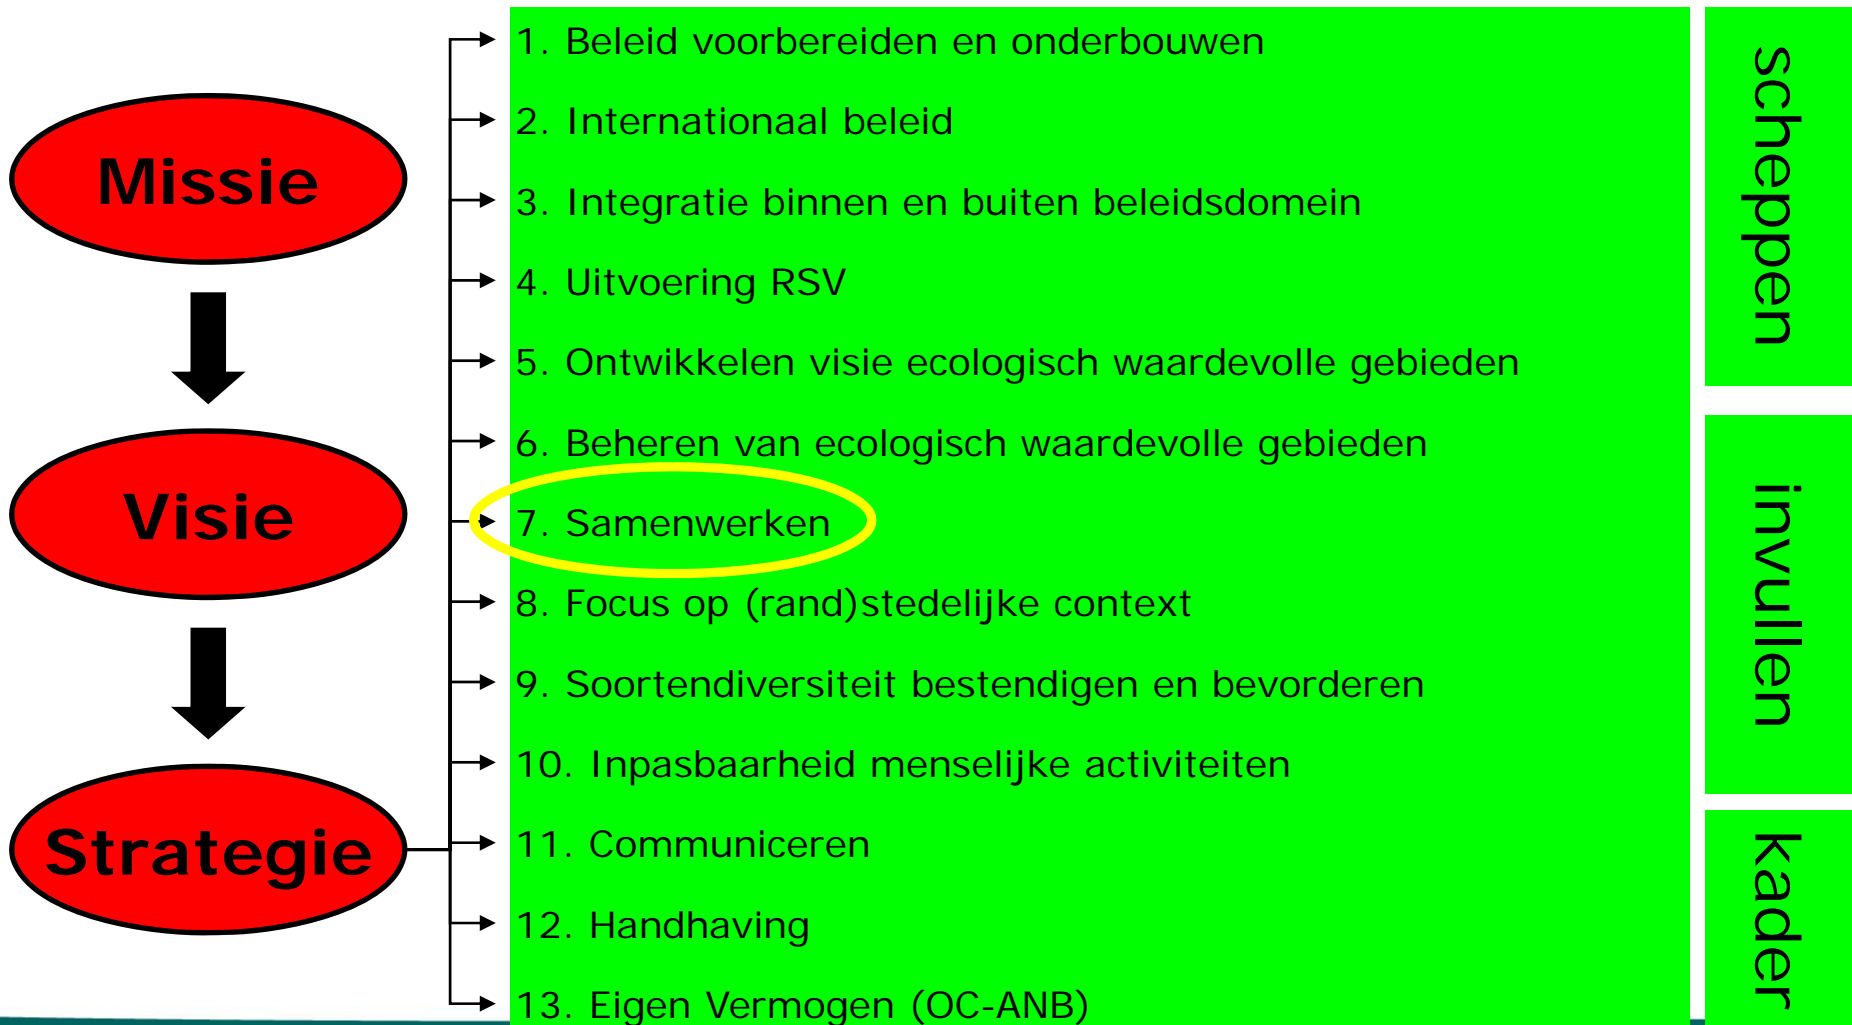 Missie
Visie
Strategie
1. Beleid voorbereiden en onderbouwen
2. Internationaal beleid
3. Integratie binnen en buiten beleidsdomein
4. Uitvoering RSV
5. Ontwikkelen visie ecologisch waardevolle gebieden
6. Beheren van ecologisch waardevolle gebieden
7. Samenwerken
8. Focus op (rand)stedelijke context
9. Soortendiversiteit bestendigen en bevorderen
10. Inpasbaarheid menselijke activiteiten
11. Communiceren
12. Handhaving
13. Eigen Vermogen (OC-ANB)
scheppen
invullen
kader